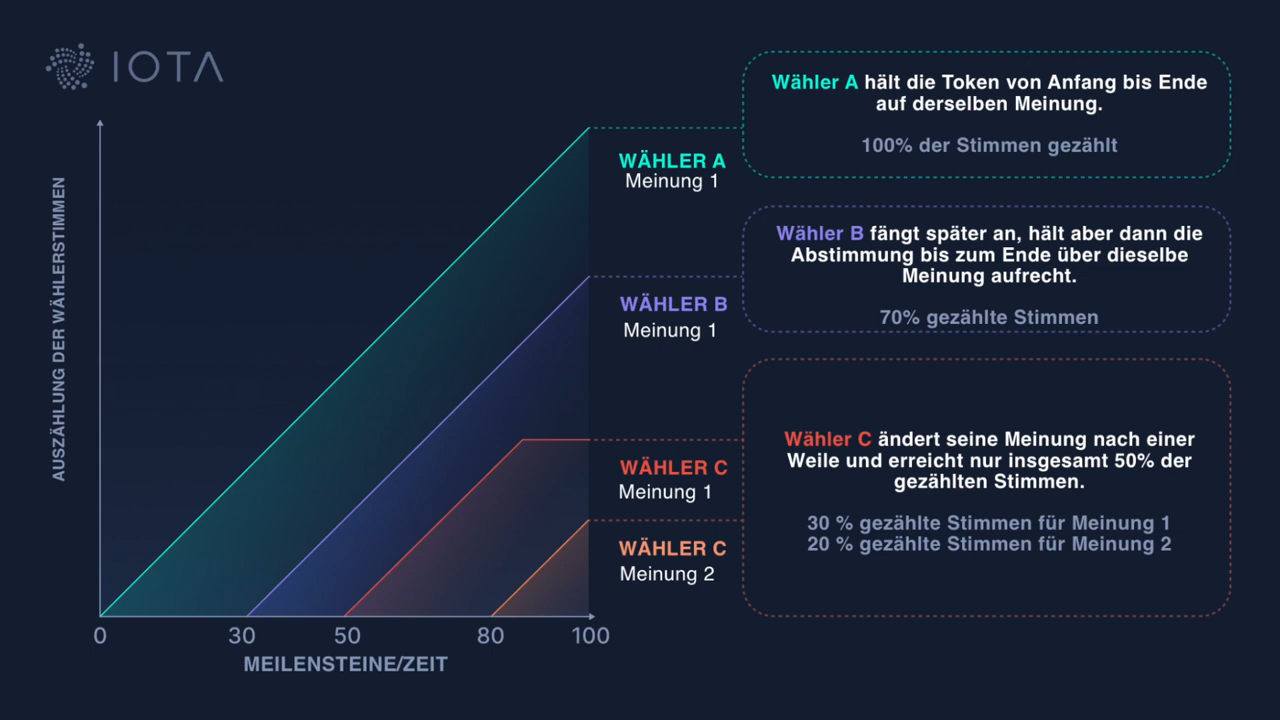 IOTA
Wähler A hält die Token von Anfang bis Ende
auf derselben Meinung.
100% der Stimmen gezählt
WÄHLER A
Meinung 1
Wähler B fängt später an, hält aber dann die
Abstimmung bis zum Ende über dieselbe
Meinung aufrecht.
70% gezählte Stimmen
WÄHLER B
Meinung 1
Wähler C ändert seine Meinung nach einer
Weile und erreicht nur insgesamt 50% der
gezählten Stimmen.
30 % gezählte Stimmen für Meinung 1
20 % gezählte Stimmen für Meinung 2
WÄHLER C
Meinung 1
WÄHLER C
Meinung 2
AUSZÄHLUNG DER WÄHLERSTIMMEN
0 30 50 80 100
MEILENSTEINE/ZEIT